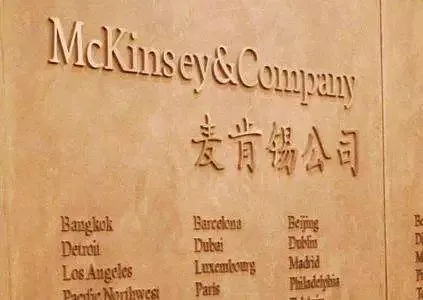 McKinsey&Company
麦肯锡公司
Bangkok Barcelona Beijing
Detroit Dubai Dublin
Los Angeles Luxembourg Madrid
Pacific Northwest Paris Philadelphia